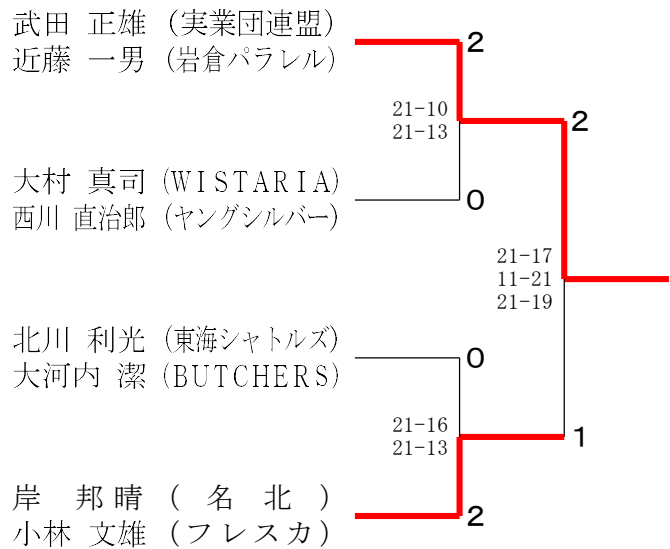 武田 正雄 (実業団連盟)
近藤 一男 (岩倉パラレル)
2
21-10
21-13
2
大村 真司 (WISTARIA)
西川 直治郎 (ヤングシルバー)
0
21-17
11-21
21-19
北川 利光 (東海シャトルズ)
大河内 潔 (BUTCHERS)
0
21-16
21-13
1
岸 邦晴 ( 名 北 )
小林 文雄 (フレスカ)
2